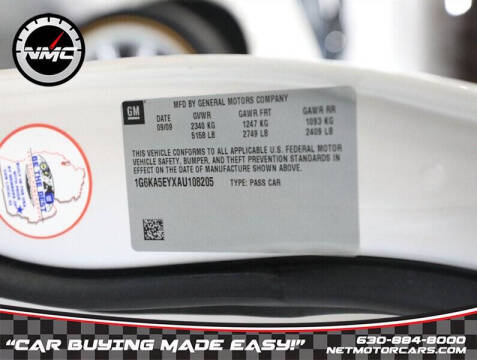 NMC
GM
MFD BY GENERAL MOTORS COMPANY
DATE GVWR GAWR FRT GAWR RR
09/09 2340 KG 1247 KG 1093 KG
5158 LB 2749 LB 2409 LB
THIS VEHICLE CONFORMS TO ALL APPLICABLE U.S. FEDERAL MOTOR
VEHICLE SAFETY, BUMPER, AND THEFT PREVENTION STANDARDS IN
EFFECT ON THE DATE OF MANUFACTURE SHOWN ABOVE.
1G6KA5EYXAU108205 TYPE: PASS CAR
BE THE
BEST
"CAR BUYING MADE EASY!"
630-884-8000
NETMOTORCARS.COM